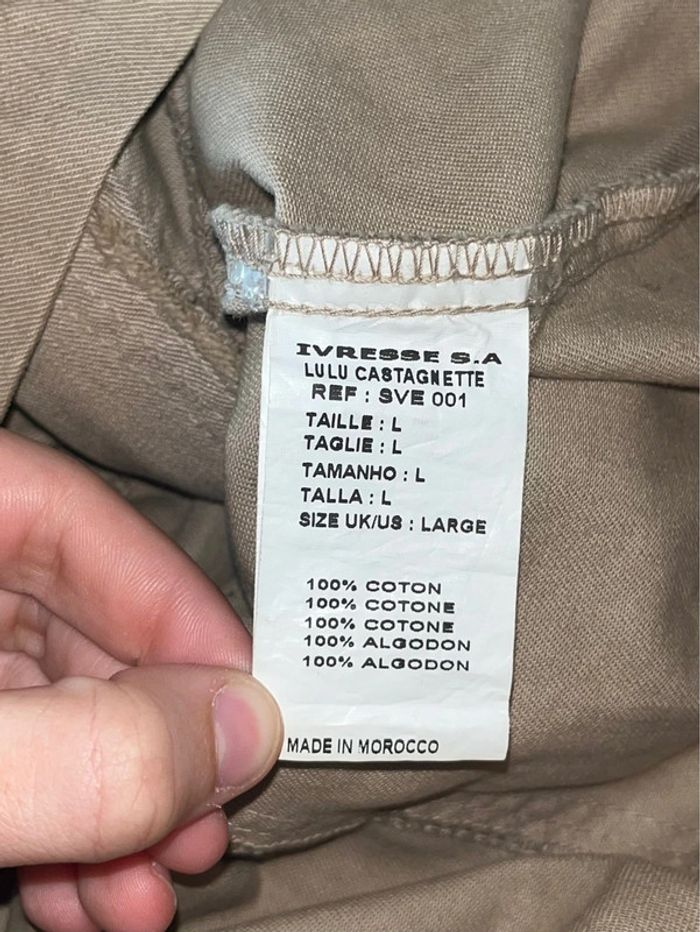 IVRESSE S.A
LULU CASTAGNETTE
REF : SVE 001
TAILLE : L
TAGLIE : L
TAMANHO : L
TALLA : L
SIZE UK/US : LARGE
100% COTON
100% COTONE
100% COTONE
100% ALGODON
100% ALGODON
MADE IN MOROCCO